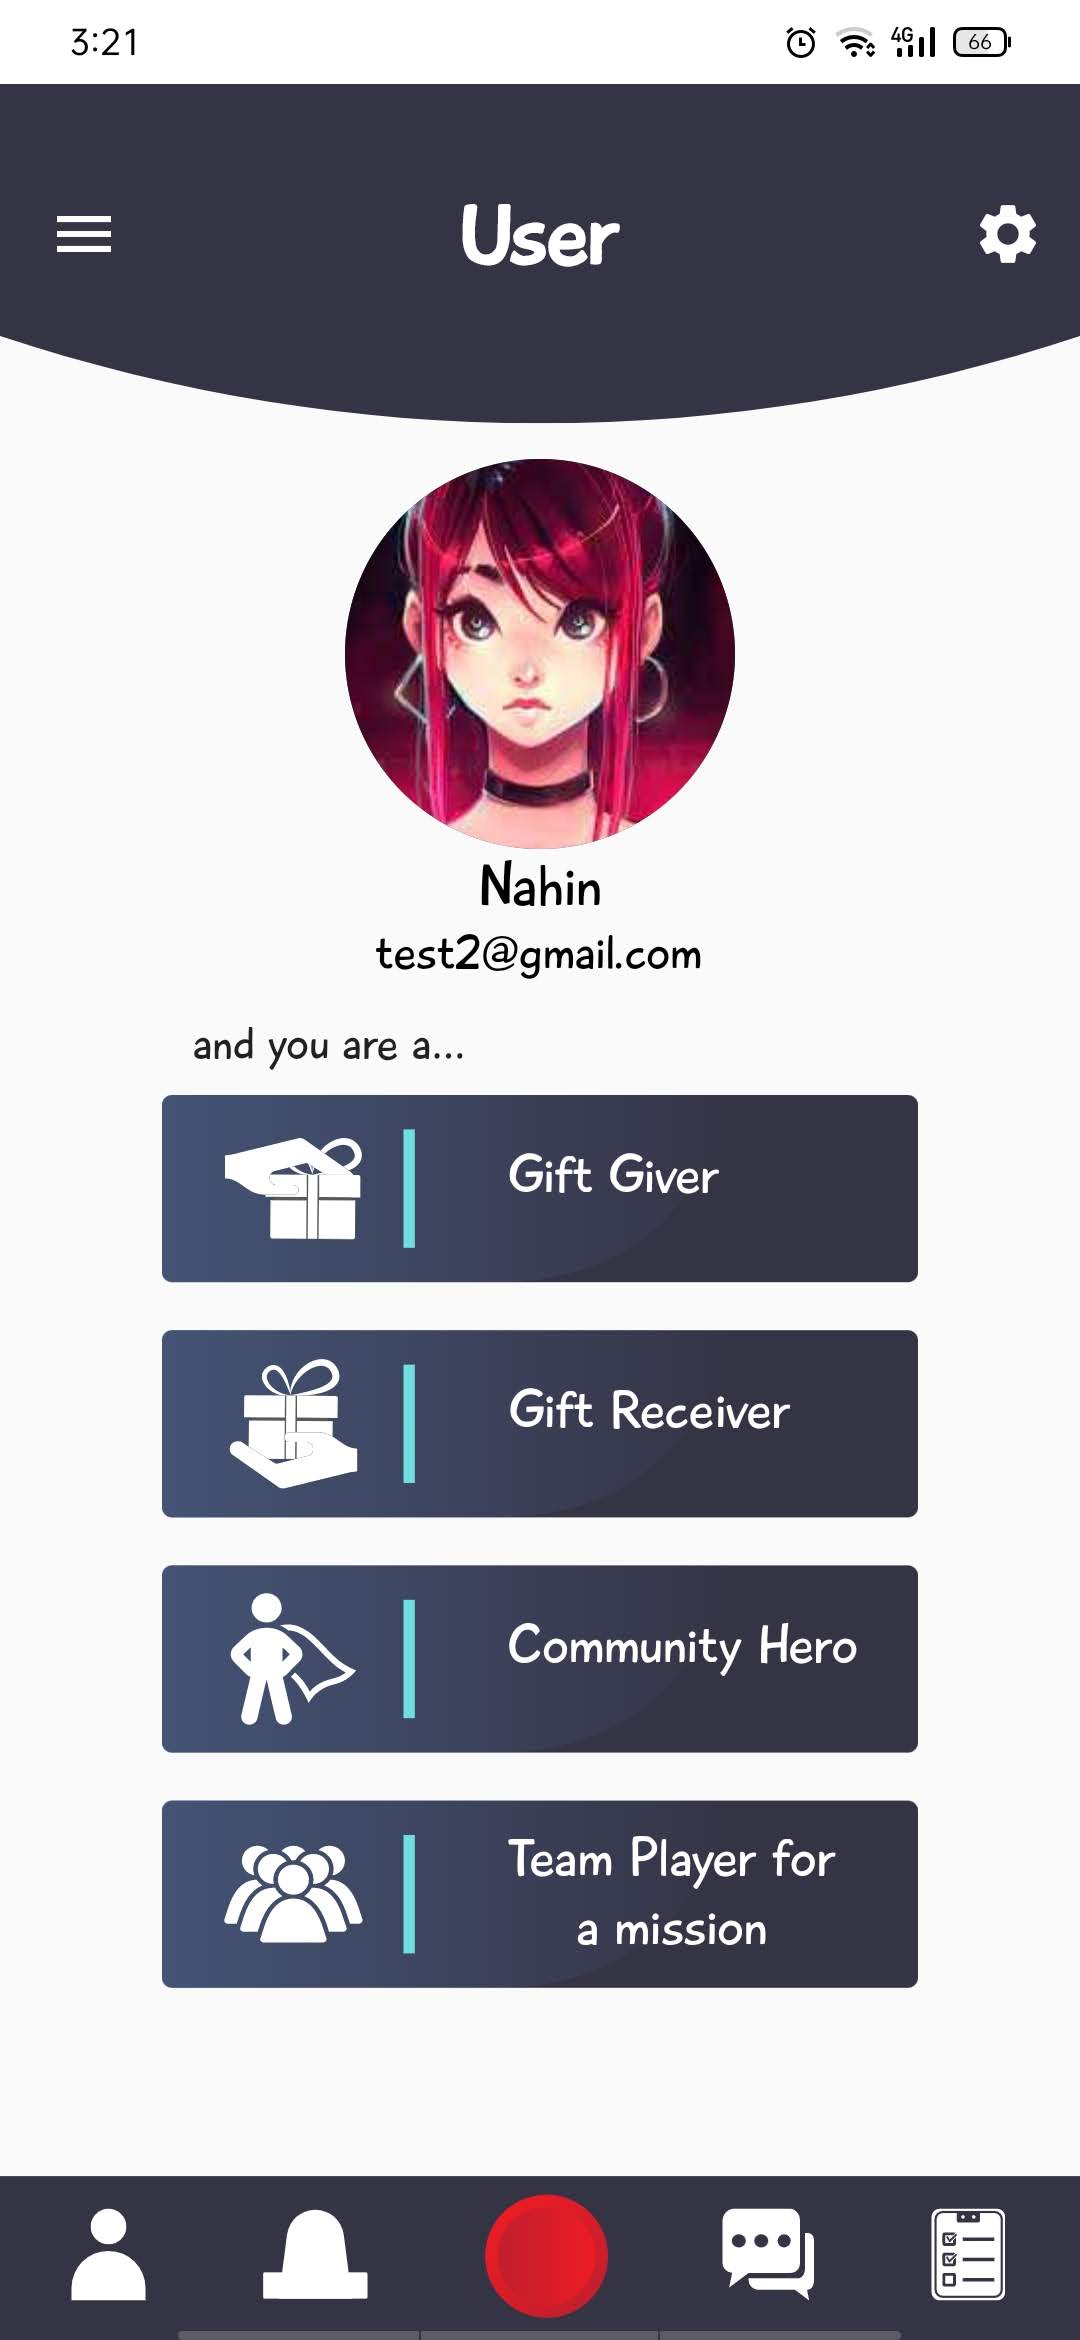 3:21
4G
66
User
Nahin
test2@gmail.com
and you are a...
Gift Giver
Gift Receiver
Community Hero
Team Player for
a mission